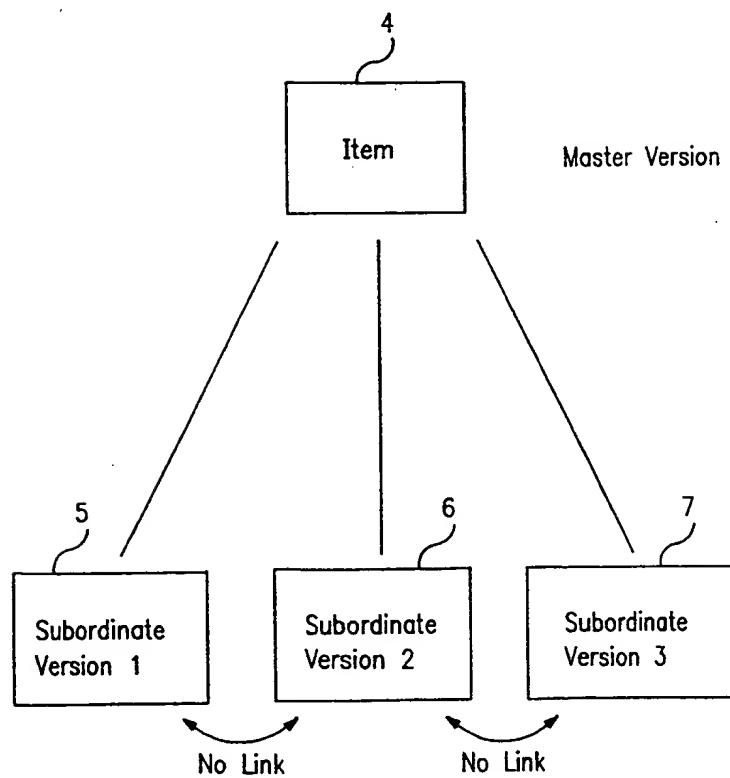 4
Item
Master Version
5
6
7
Subordinate
Version 1
Subordinate
Version 2
Subordinate
Version 3
No Link
No Link